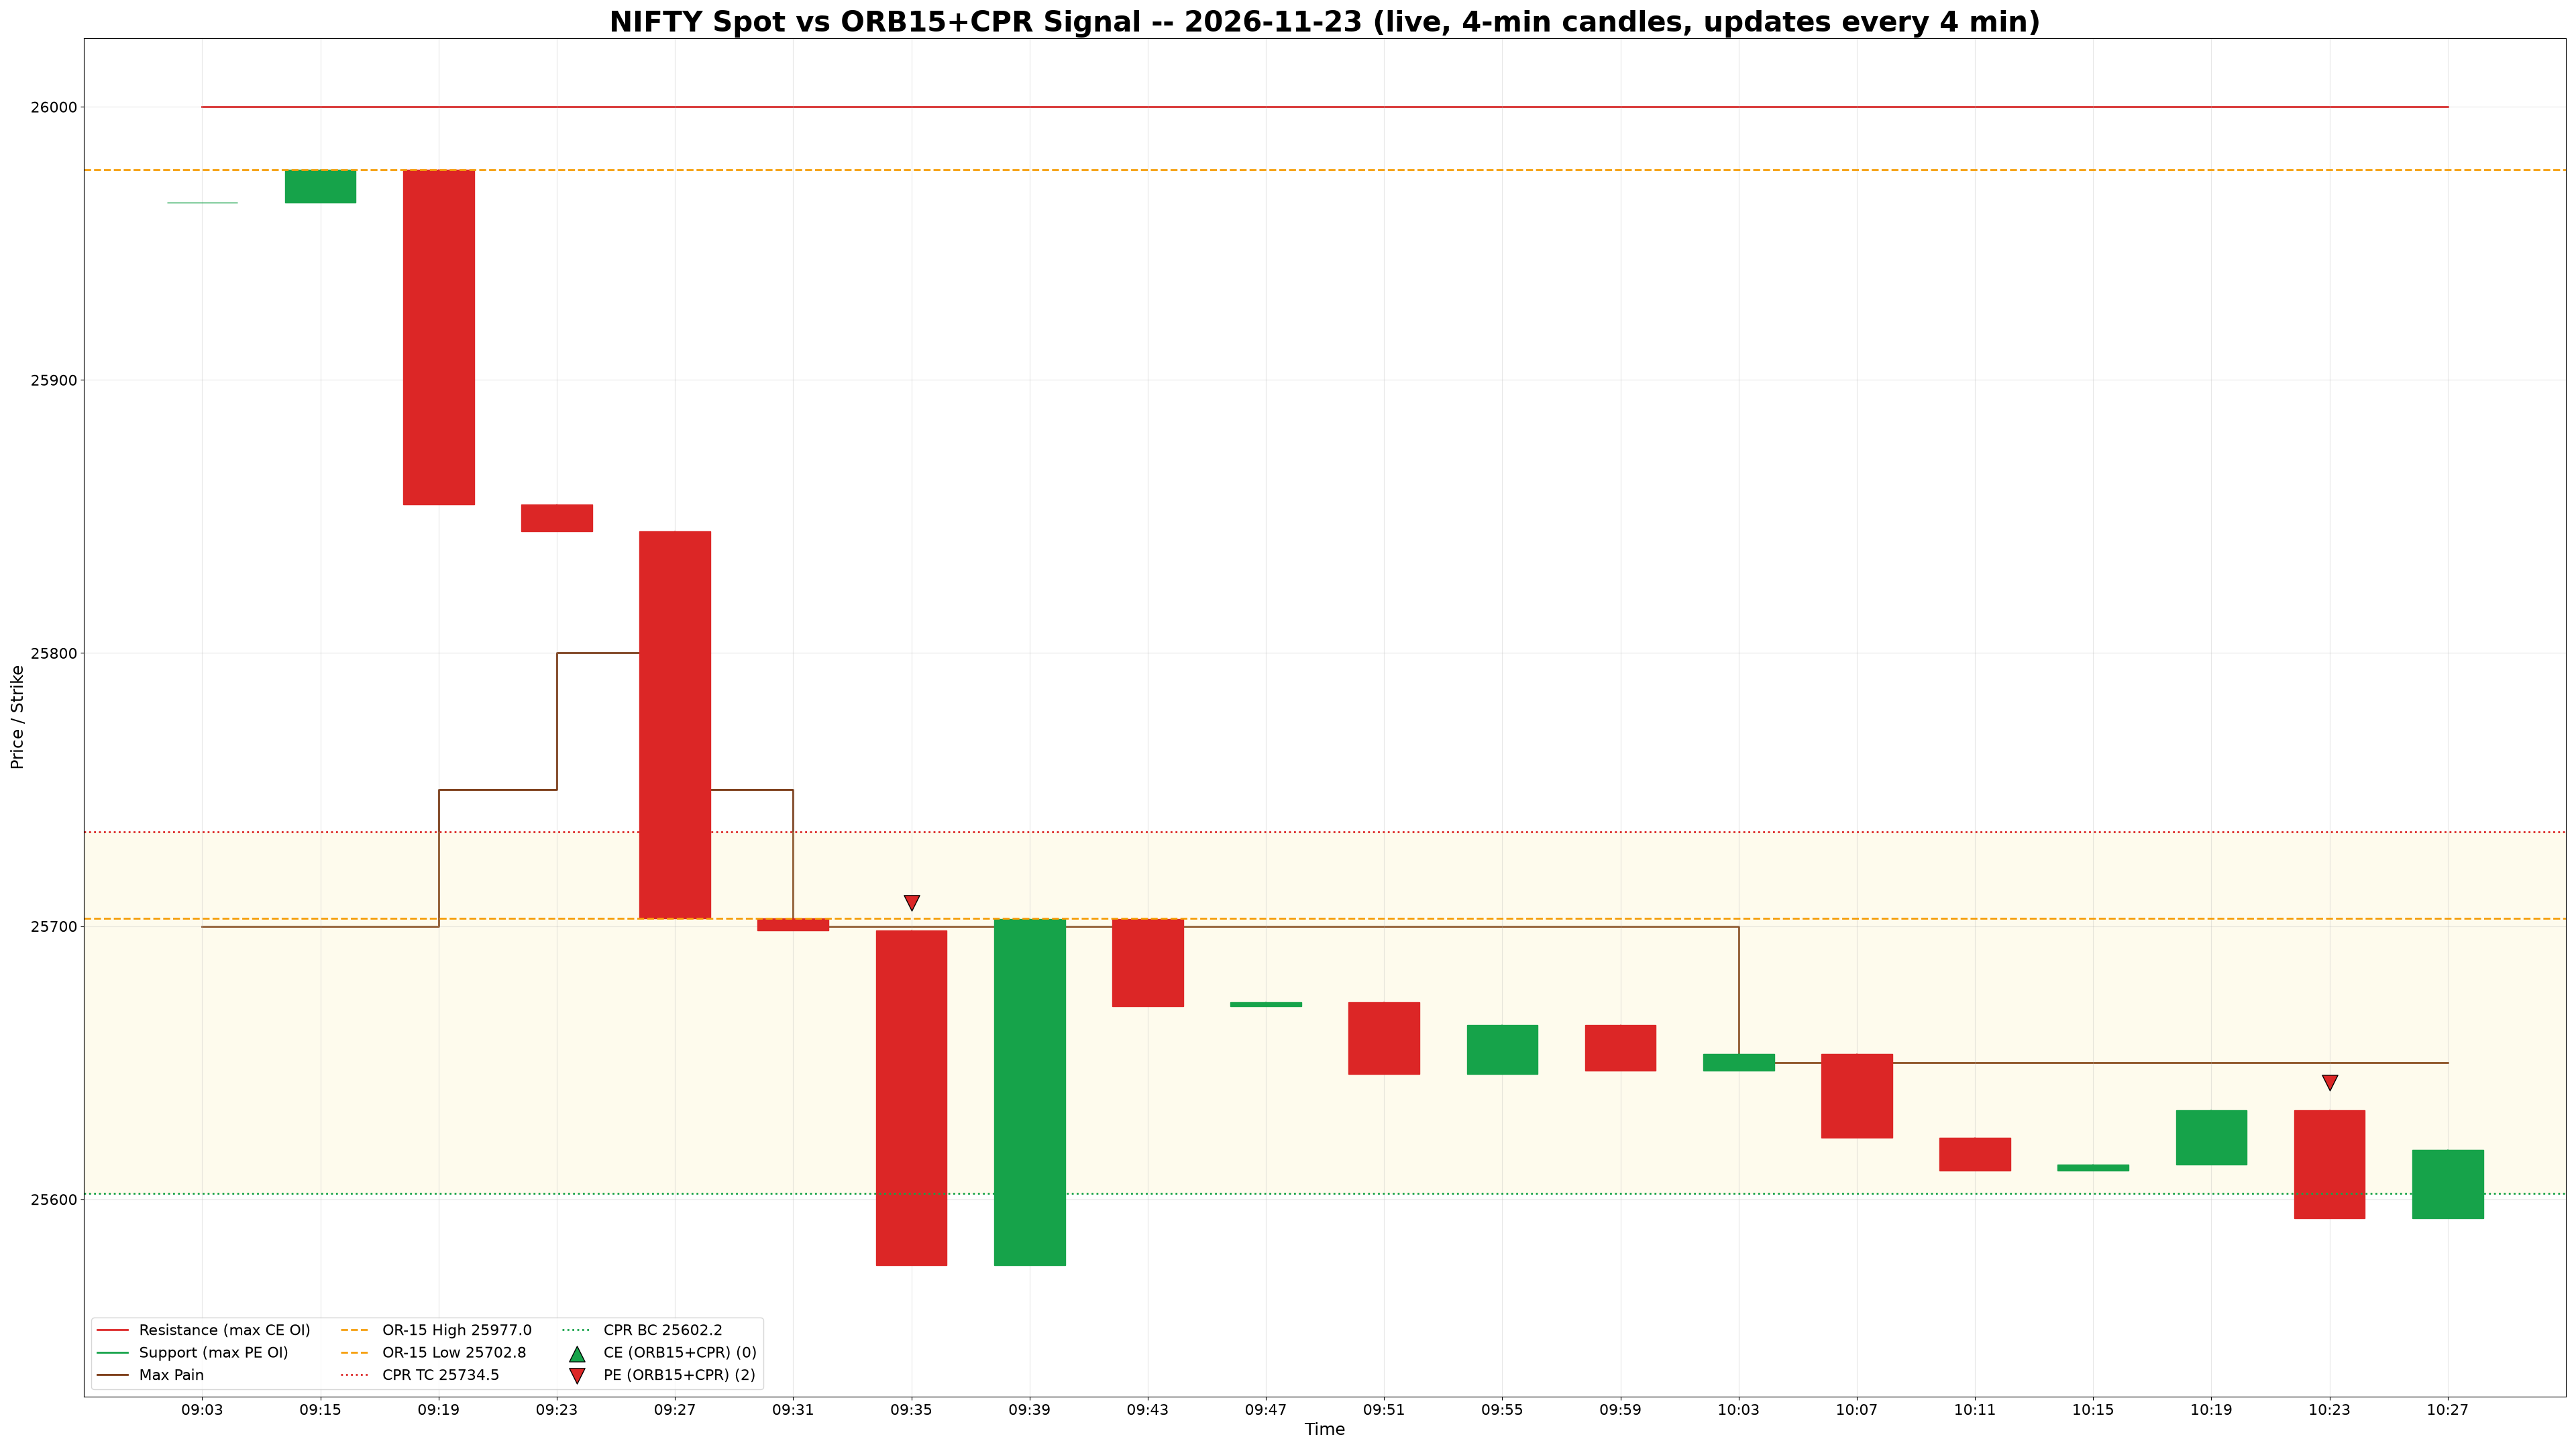 NIFTY Spot vs ORB15+CPR Signal -- 2026-11-23 (live, 4-min candles, updates every 4 min)
Price / Strike
26000
25900
25800
25700
25600
Resistance (max CE OI)
Support (max PE OI)
Max Pain
OR-15 High 25977.0
OR-15 Low 25702.8
CPR TC 25734.5
CPR BC 25602.2
CE (ORB15+CPR) (0)
PE (ORB15+CPR) (2)
09:03 09:15 09:19 09:23 09:27 09:31 09:35 09:39 09:43 09:47 09:51 09:55 09:59 10:03 10:07 10:11 10:15 10:19 10:23 10:27
Time